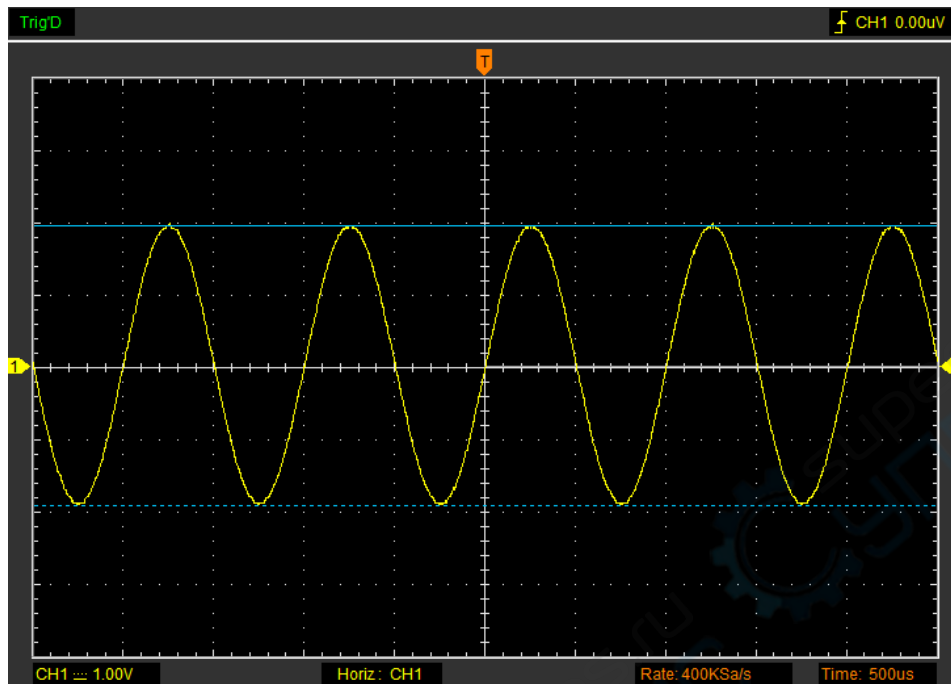 Trig'D
CH1 0.00uV
T
1
CH1 1.00V
Horiz : CH1
Rate: 400KSa/s
Time: 500us